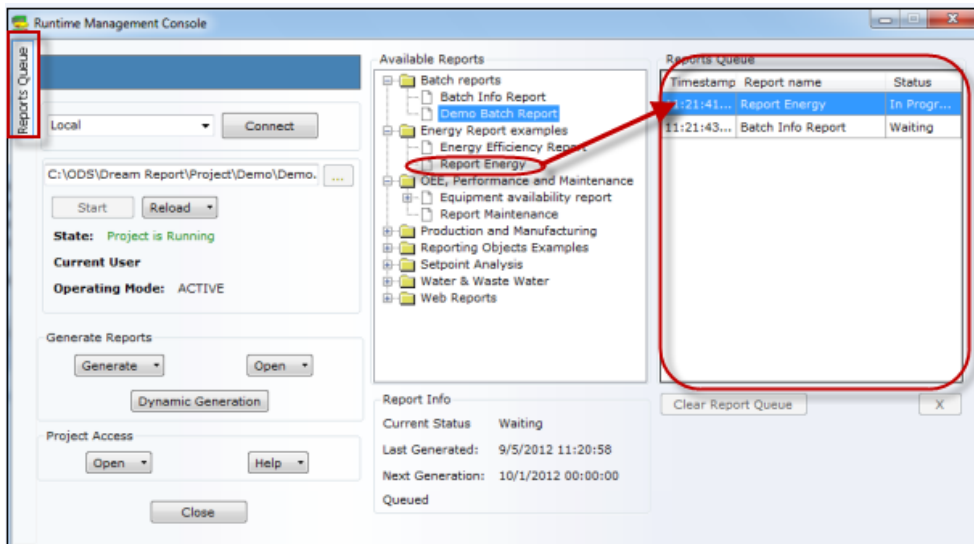 Runtime Management Console
Reports Queue
Local
Connect
C:\ODS\Dream Report\Project\Demo\Demo.
...
Start
Reload
State: Project is Running
Current User
Operating Mode: ACTIVE
Generate Reports
Generate
Open
Dynamic Generation
Project Access
Open
Help
Close
Available Reports
Batch reports
Batch Info Report
Demo Batch Report
Energy Report examples
Energy Efficiency Report
Report Energy
OEE, Performance and Maintenance
Equipment availability report
Report Maintenance
Production and Manufacturing
Reporting Objects Examples
Setpoint Analysis
Water & Waste Water
Web Reports
Report Info
Current Status Waiting
Last Generated: 9/5/2012 11:20:58
Next Generation: 10/1/2012 00:00:00
Queued
Reports Queue
Timestamp Report name Status
11:21:41... Report Energy In Progr...
11:21:43... Batch Info Report Waiting
Clear Report Queue
X